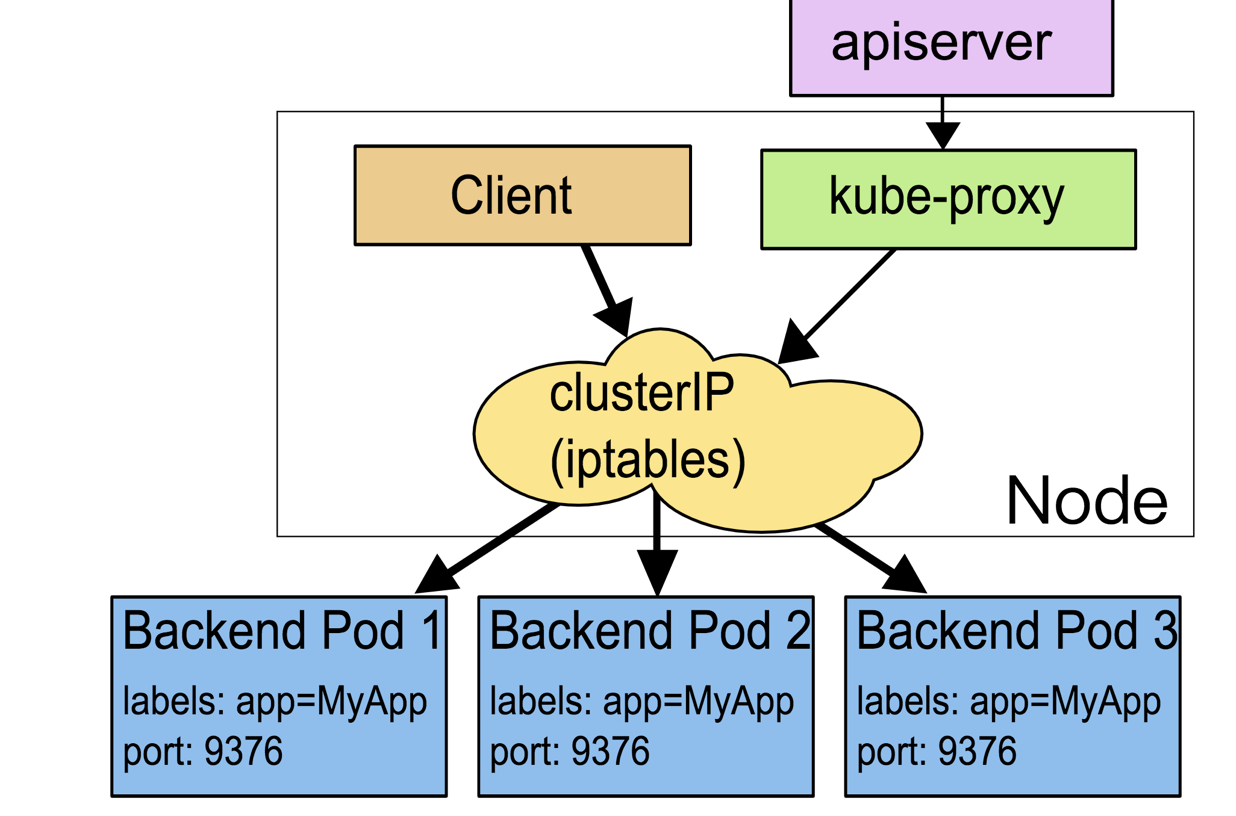 apiserver
Client
kube-proxy
clusterIP
(iptables)
Node
Backend Pod 1
labels: app=MyApp
port: 9376
Backend Pod 2
labels: app=MyApp
port: 9376
Backend Pod 3
labels: app=MyApp
port: 9376